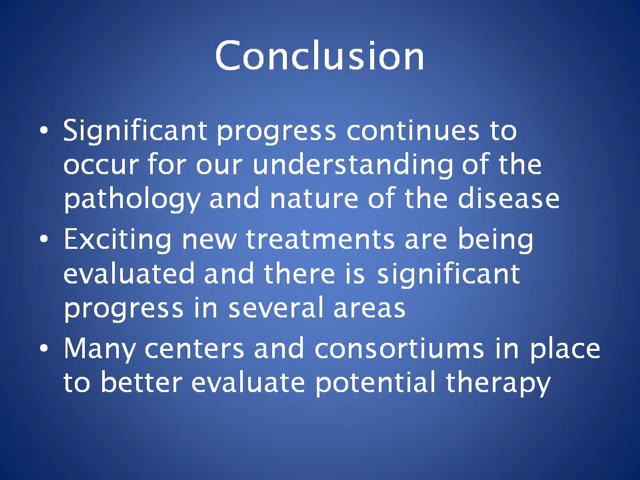 Conclusion
• Significant progress continues to
occur for our understanding of the
pathology and nature of the disease
• Exciting new treatments are being
evaluated and there is significant
progress in several areas
• Many centers and consortiums in place
to better evaluate potential therapy